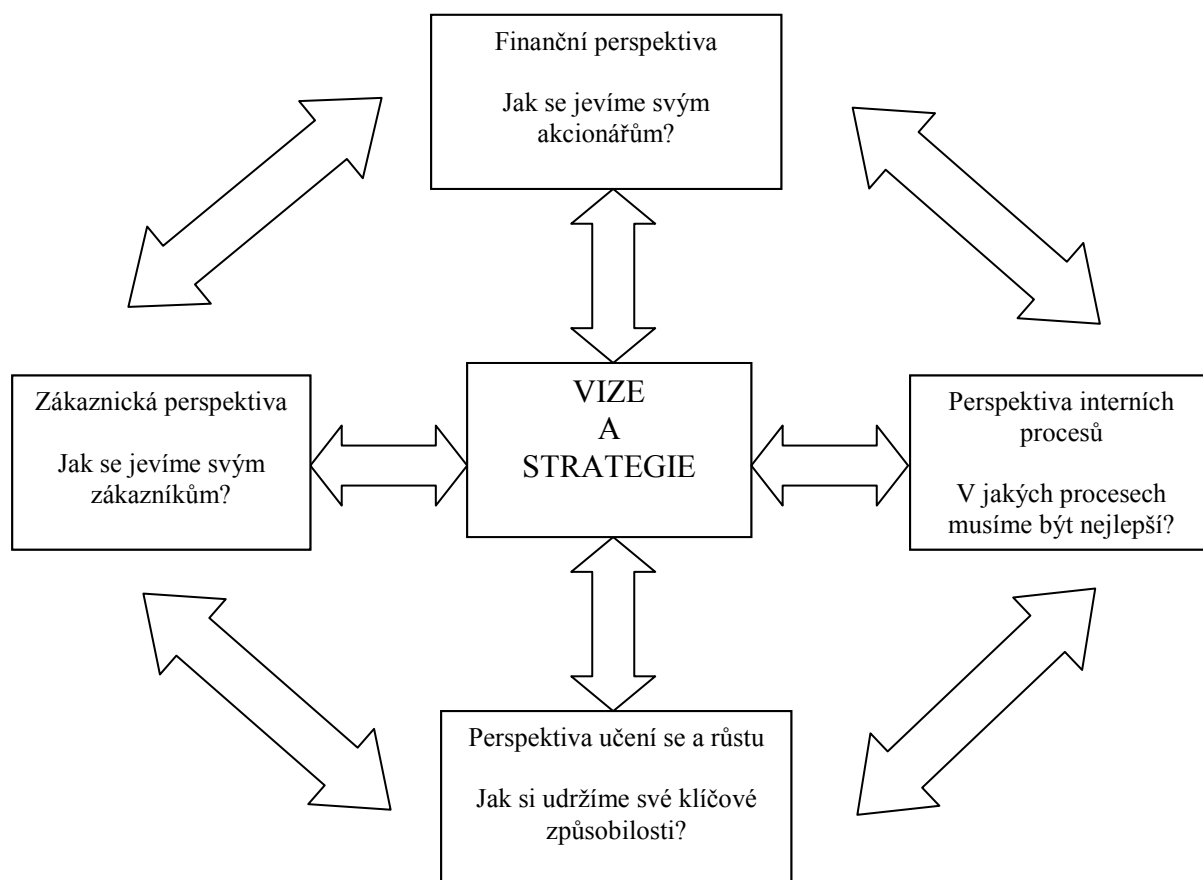 Finanční perspektiva
Jak se jevíme svým
akcionářům?
Zákaznická perspektiva
Jak se jevíme svým
zákazníkům?
VIZE
A
STRATEGIE
Perspektiva interních
procesů
V jakých procesech
musíme být nejlepší?
Perspektiva učení se a růstu
Jak si udržíme své klíčové
způsobilosti?